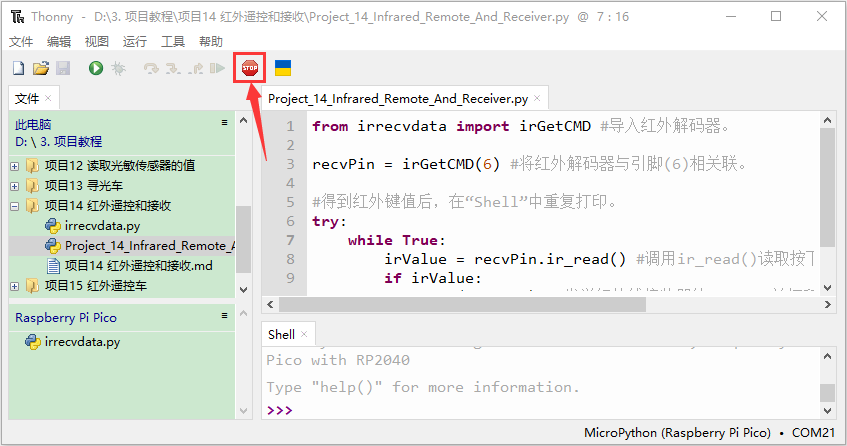 Thonny - D:\3. 项目教程\项目14 红外遥控和接收\Project_14_Infrared_Remote_And_Receiver.py @ 7 : 16
文件 编辑 视图 运行 工具 帮助
STOP
文件
此电脑
D: \ 3. 项目教程
项目12 读取光敏传感器的值
项目13 寻光车
项目14 红外遥控和接收
irrecvdata.py
Project_14_Infrared_Remote_A
项目14 红外遥控和接收.md
项目15 红外遥控车
Raspberry Pi Pico
irrecvdata.py
Project_14_Infrared_Remote_And_Receiver.py
1 from irrecvdata import irGetCMD #导入红外解码器。
2
3 recvPin = irGetCMD(6) #将红外解码器与引脚(6)相关联。
4
5 #得到红外键值后，在“Shell”中重复打印。
6 try:
7 while True:
8 irValue = recvPin.ir_read() #调用ir_read()读取按下
9 if irValue:
Shell
Pico with RP2040
Type "help()" for more information.
>>>
MicroPython (Raspberry Pi Pico) • COM21